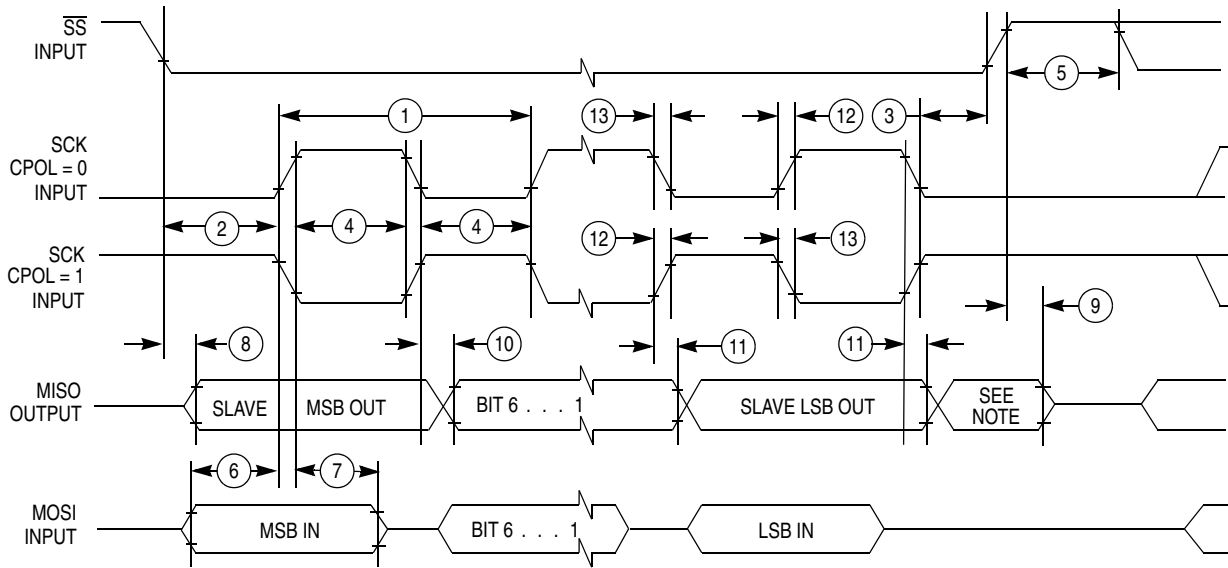 SS
INPUT
5
1
13
12
3
SCK
CPOL = 0
INPUT
2
4
4
12
13
SCK
CPOL = 1
INPUT
8
10
11
11
9
MISO
OUTPUT
SLAVE MSB OUT
BIT 6 . . . 1
SLAVE LSB OUT
SEE
NOTE
6
7
MOSI
INPUT
MSB IN
BIT 6 . . . 1
LSB IN